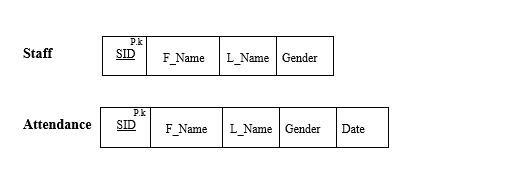 P.k
Staff SID F_Name L_Name Gender
P.k
Attendance SID F_Name L_Name Gender Date